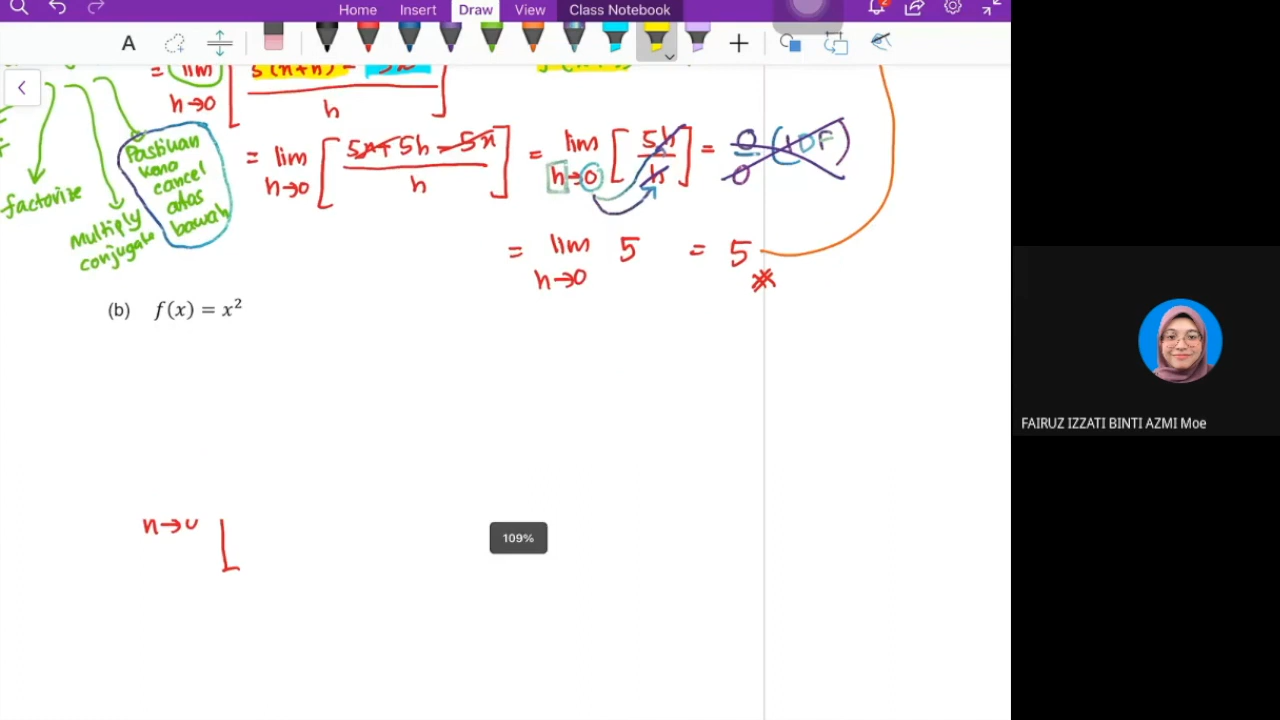 Home Insert Draw View Class Notebook
2
A
= lim [ 5(x+h) - 5x
h→0 h
= lim [ 5x + 5h - 5x ] = lim [ 5h ] = 0 (IDF)
h→0 h h→0 h 0
Pastikan
kena
cancel
atas
bawah
factorize
Multiply
conjugate
= lim 5 = 5
h→0
(b) f(x) = x²
h→0 [
109%
FAIRUZ IZZATI BINTI AZMI Moe